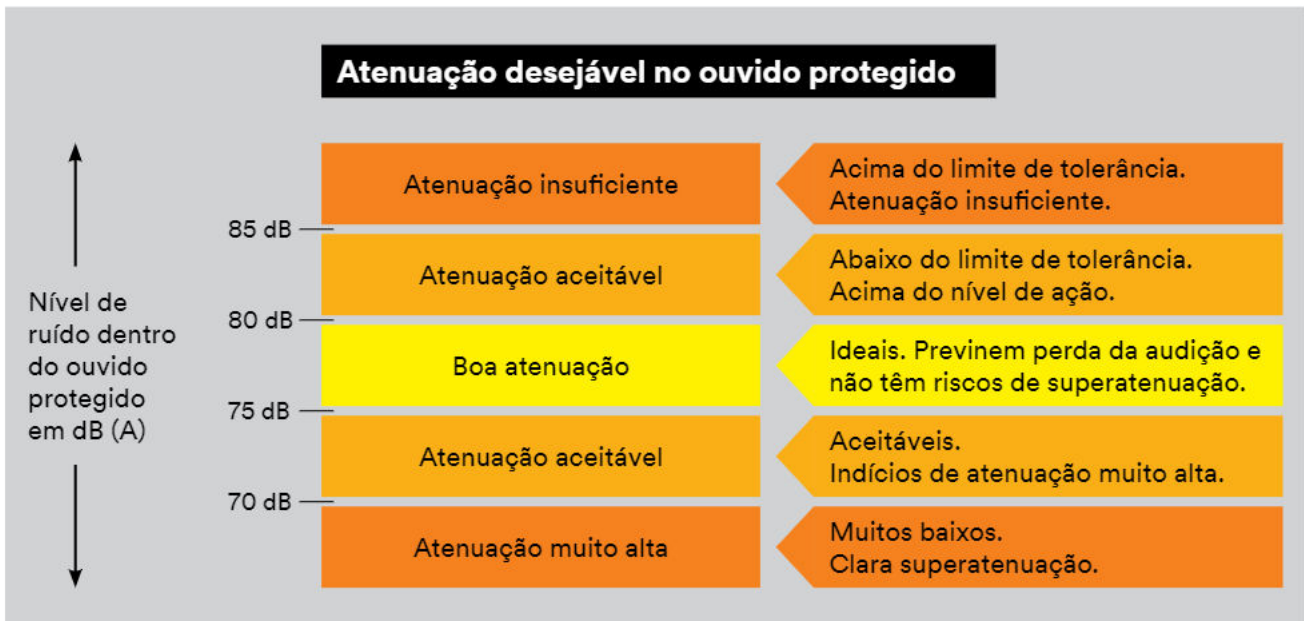 Atenuação desejável no ouvido protegido
Nível de
ruído dentro
do ouvido
protegido
em dB (A)
Atenuação insuficiente
Acima do limite de tolerância.
Atenuação insuficiente.
85 dB
Atenuação aceitável
Abaixo do limite de tolerância.
Acima do nível de ação.
80 dB
Boa atenuação
Ideais. Previnem perda da audição e
não têm riscos de superatenuação.
75 dB
Atenuação aceitável
Aceitáveis.
Indícios de atenuação muito alta.
70 dB
Atenuação muito alta
Muitos baixos.
Clara superatenuação.